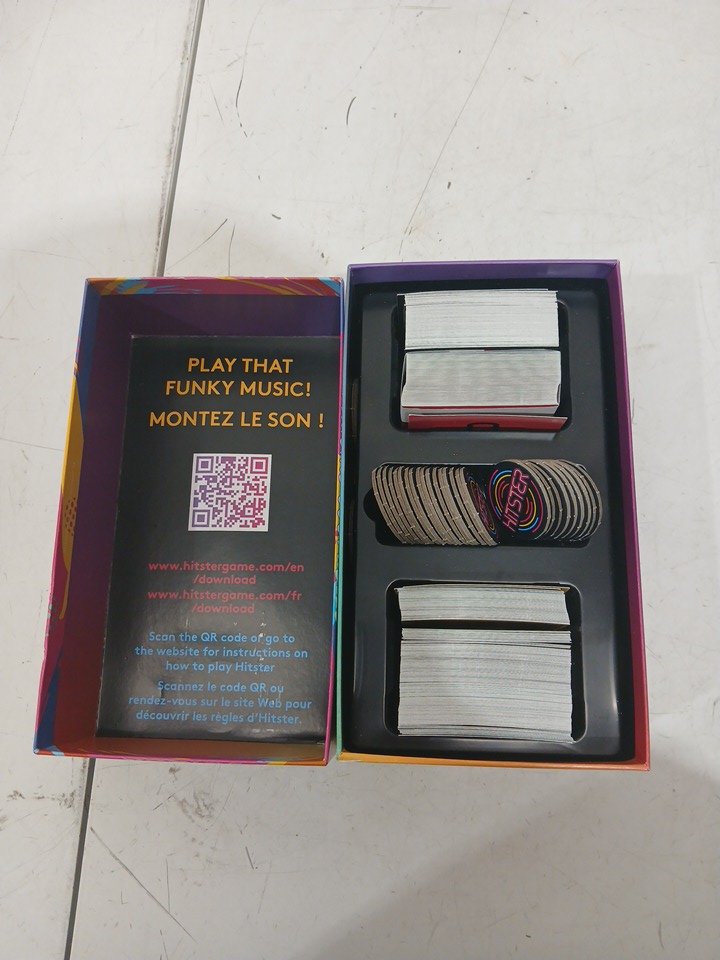 PLAY THAT
FUNKY MUSIC!
MONTEZ LE SON !
www.hitstergame.com/en
/download
www.hitstergame.com/fr
/download
Scan the QR code or go to
the website for instructions on
how to play Hitster
Scannez le code QR ou
rendez-vous sur le site Web pour
découvrir les règles d'Hitster.
HITSTER